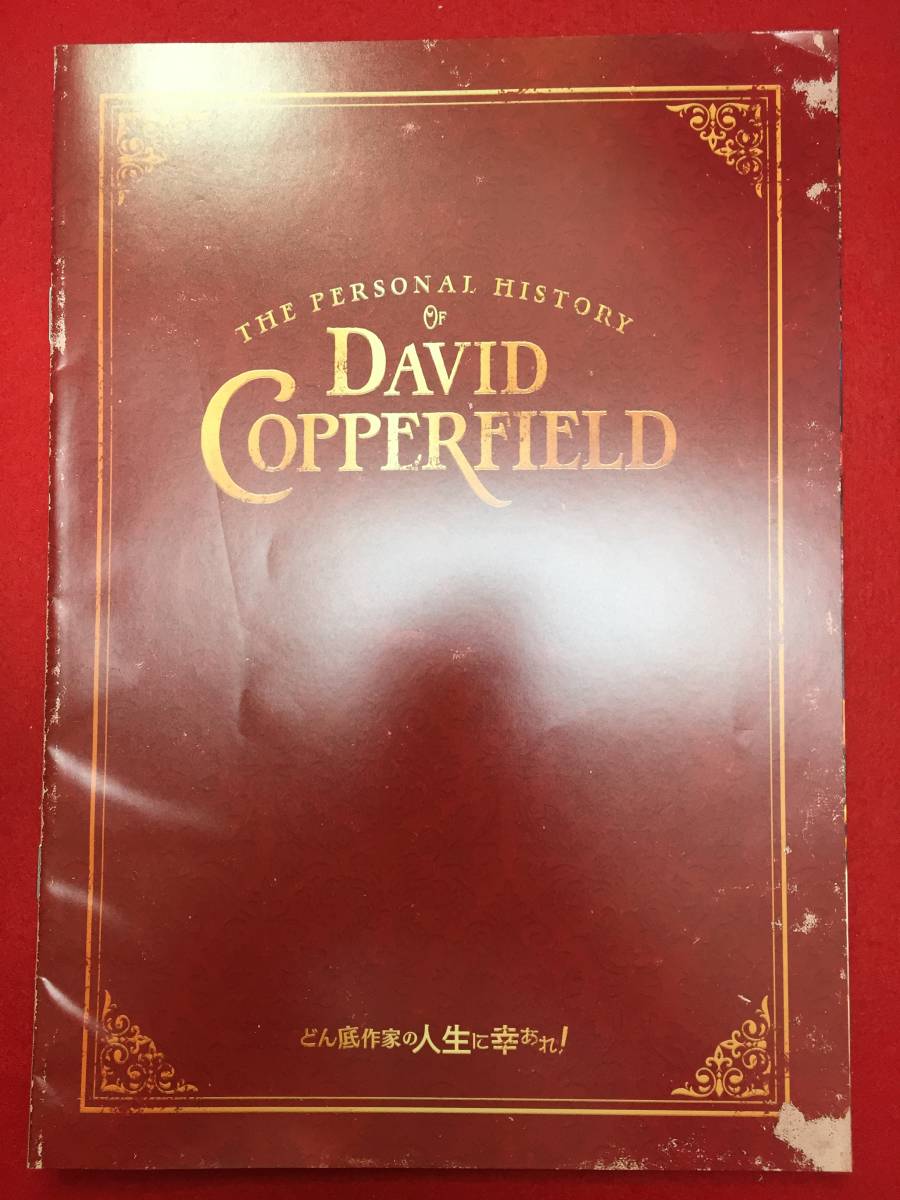 THE PERSONAL HISTORY
OF
DAVID
COPPERFIELD
どん底作家の人生に幸あれ!